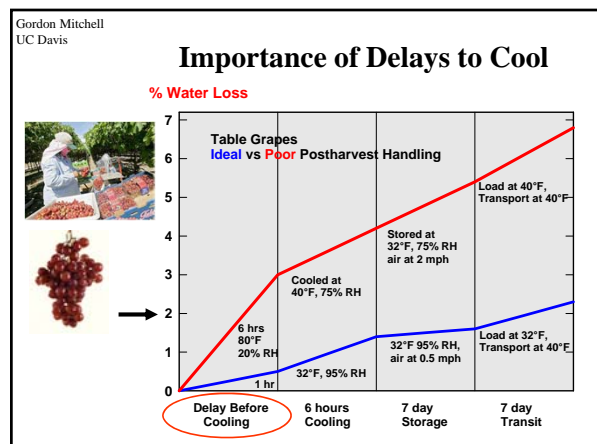 Gordon Mitchell
UC Davis
Importance of Delays to Cool
% Water Loss
7
6
5
4
3
2
1
0
Table Grapes
Ideal vs Poor Postharvest Handling
6 hrs
80°F
20% RH
1 hr
Cooled at
40°F, 75% RH
32°F, 95% RH
Stored at
32°F, 75% RH
air at 2 mph
32°F 95% RH,
air at 0.5 mph
Load at 40°F,
Transport at 40°F
Load at 32°F,
Transport at 40°F
Delay Before
Cooling
6 hours
Cooling
7 day
Storage
7 day
Transit